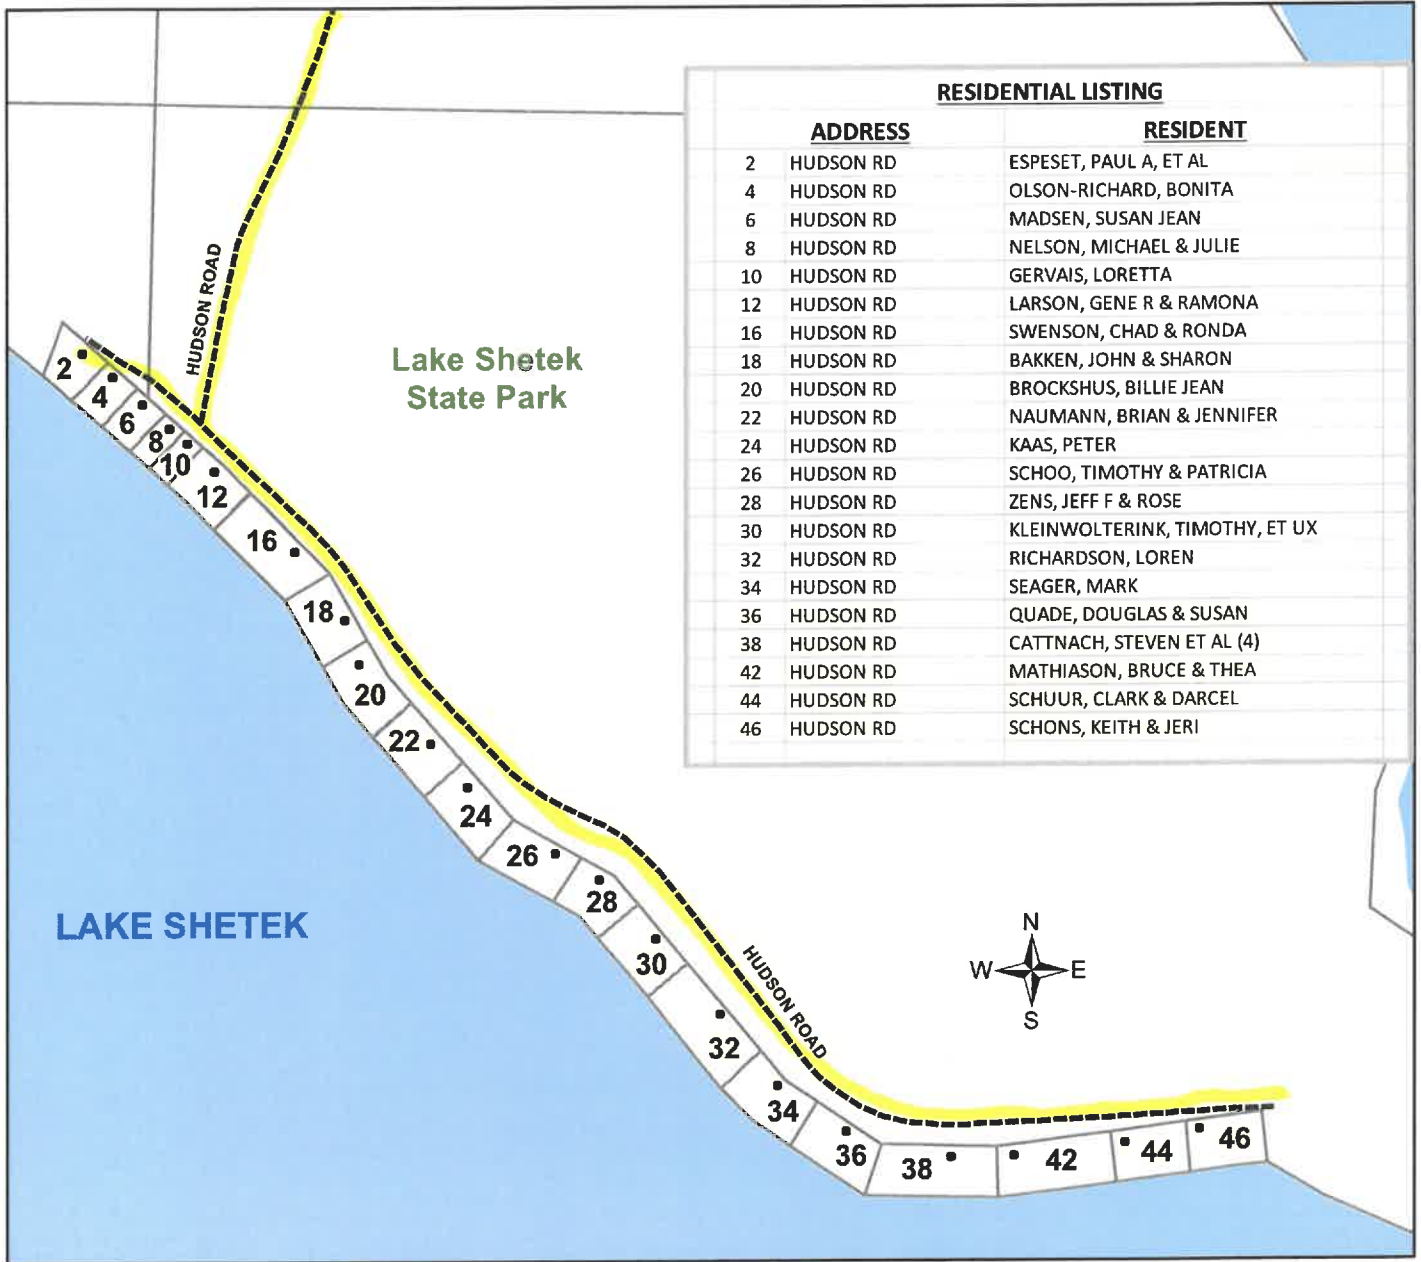 RESIDENTIAL LISTING
ADDRESS RESIDENT
2 HUDSON RD ESPESET, PAUL A, ET AL
4 HUDSON RD OLSON-RICHARD, BONITA
6 HUDSON RD MADSEN, SUSAN JEAN
8 HUDSON RD NELSON, MICHAEL & JULIE
10 HUDSON RD GERVAIS, LORETTA
12 HUDSON RD LARSON, GENE R & RAMONA
16 HUDSON RD SWENSON, CHAD & RONDA
18 HUDSON RD BAKKEN, JOHN & SHARON
20 HUDSON RD BROCKSHUS, BILLIE JEAN
22 HUDSON RD NAUMANN, BRIAN & JENNIFER
24 HUDSON RD KAAS, PETER
26 HUDSON RD SCHOO, TIMOTHY & PATRICIA
28 HUDSON RD ZENS, JEFF F & ROSE
30 HUDSON RD KLEINWOLTERINK, TIMOTHY, ET UX
32 HUDSON RD RICHARDSON, LOREN
34 HUDSON RD SEAGER, MARK
36 HUDSON RD QUADE, DOUGLAS & SUSAN
38 HUDSON RD CATTNACH, STEVEN ET AL (4)
42 HUDSON RD MATHIASON, BRUCE & THEA
44 HUDSON RD SCHUUR, CLARK & DARCEL
46 HUDSON RD SCHONS, KEITH & JERI
HUDSON ROAD
Lake Shetek
State Park
2
4
6
8
10
12
16
18
20
22
24
26
28
30
32
34
36
38
42
44
46
LAKE SHETEK
HUDSON ROAD
N
W E
S